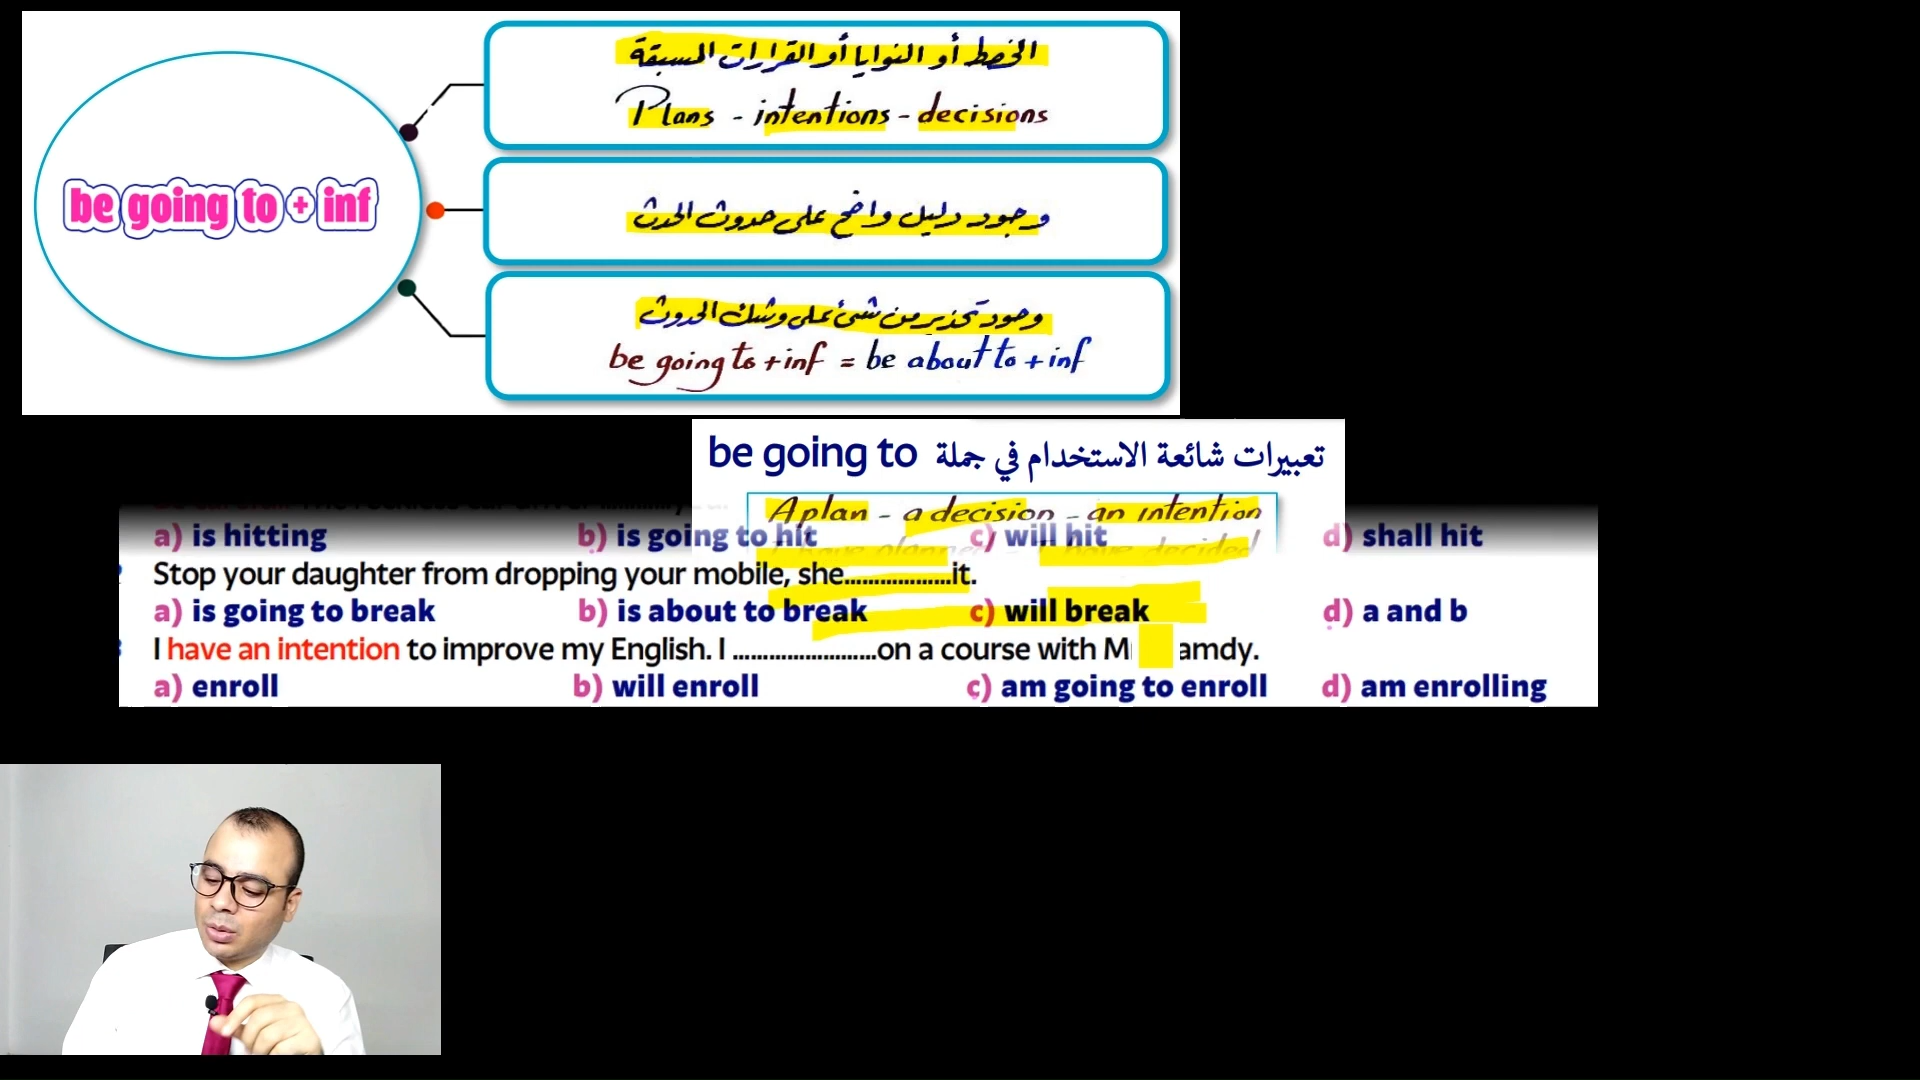 be going to + inf
الخطط أو النوايا أو القرارات المسبقة
Plans - intentions - decisions
وجود دليل واضح على حدوث الحدث
وجود تحذير من شئ على وشك الحدوث
be going to + inf = be about to + inf
be going to تعبيرات شائعة الاستخدام في جملة
A plan - a decision - an intention
I have planned - I have decided
a) is hitting b) is going to hit c) will hit d) shall hit
Stop your daughter from dropping your mobile, she..................it.
a) is going to break b) is about to break c) will break d) a and b
I have an intention to improve my English. I ........................on a course with M amdy.
a) enroll b) will enroll c) am going to enroll d) am enrolling